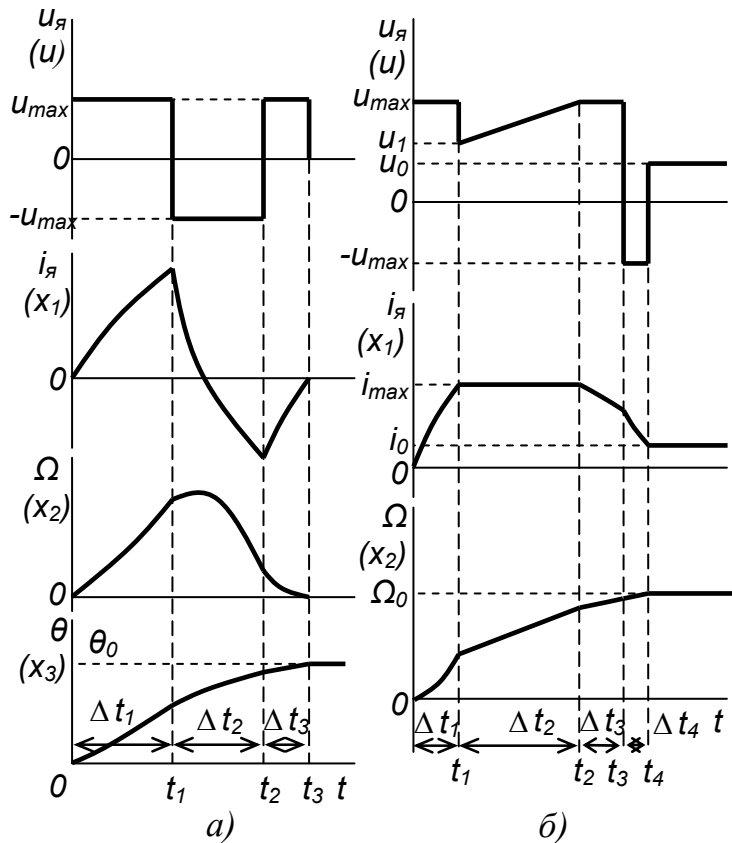 uя
(u)
umax
0
-umax
iя
(x1)
0
Ω
(x2)
0
θ
θ0
(x3)
Δt1
Δt2
Δt3
0
t1
t2
t3
t
а)
uя
(u)
umax
u1
u0
0
-umax
iя
(x1)
imax
i0
0
Ω
(x2)
Ω0
0
Δt1
Δt2
Δt3
Δt4
t
t1
t2
t3
t4
б)